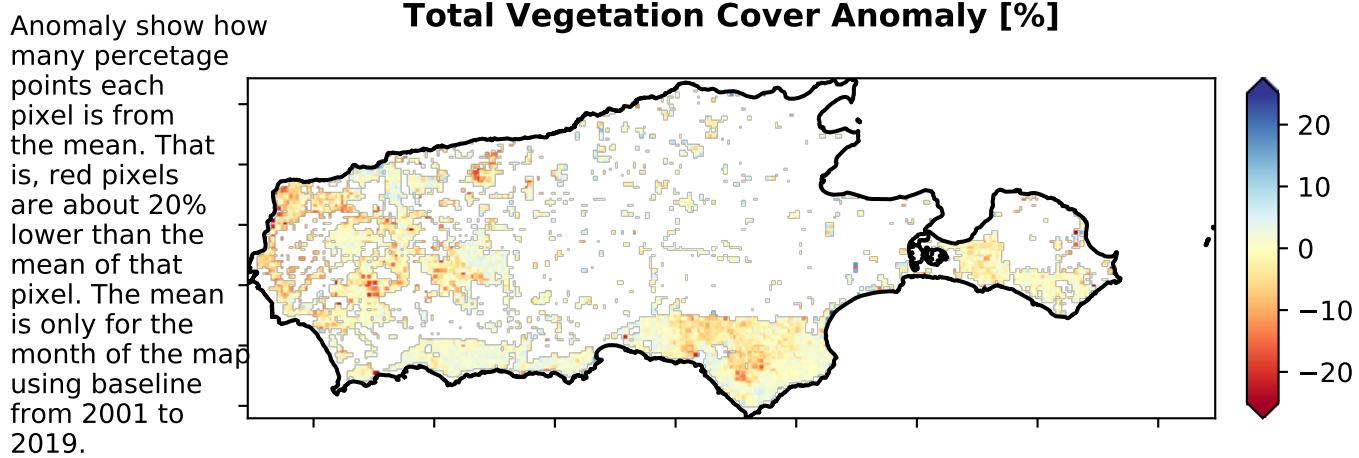 Total Vegetation Cover Anomaly [%]
Anomaly show how
many percetage
points each
pixel is from
the mean. That
is, red pixels
are about 20%
lower than the
mean of that
pixel. The mean
is only for the
month of the map
using baseline
from 2001 to
2019.
20
10
0
−10
−20